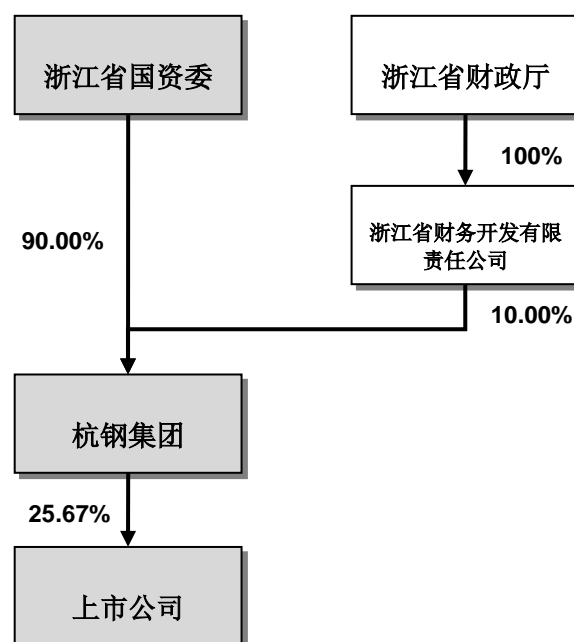 浙江省国资委
浙江省财政厅
100%
90.00%
浙江省财务开发有限
责任公司
10.00%
杭钢集团
25.67%
上市公司